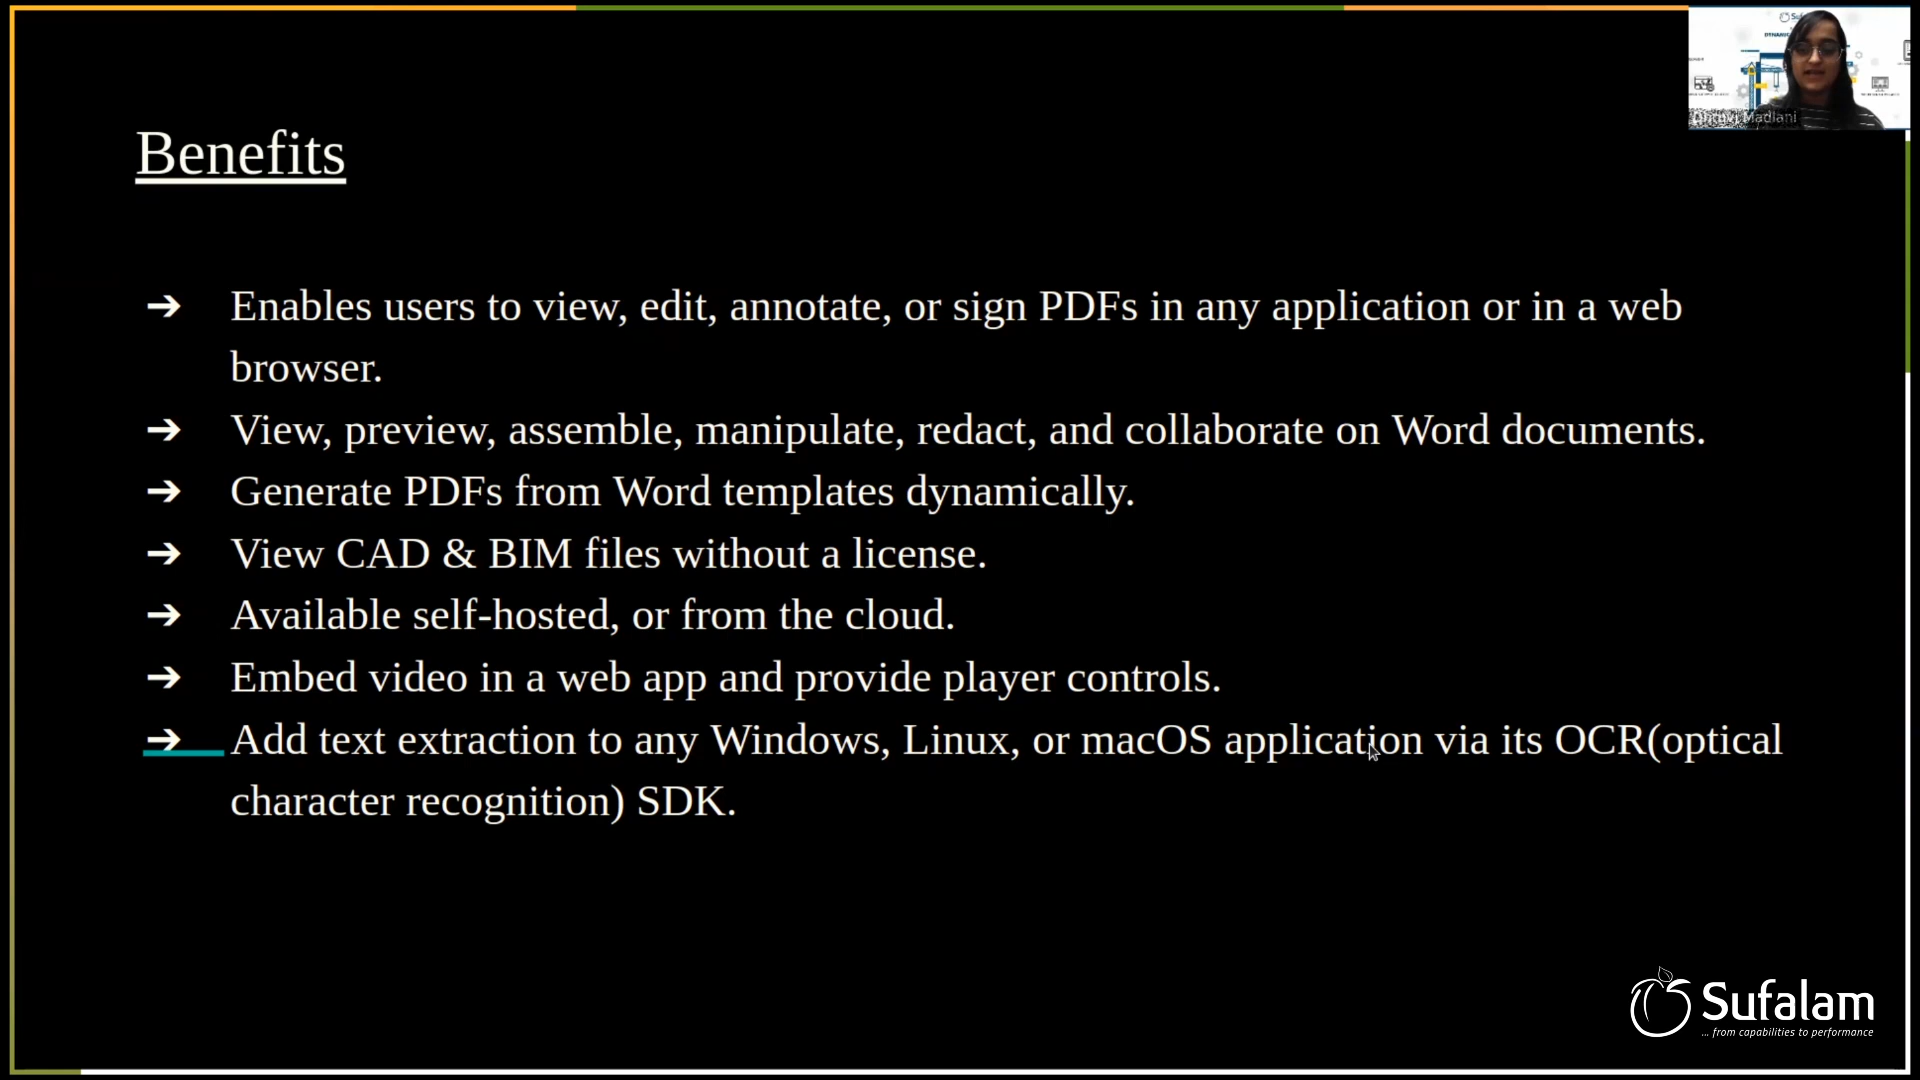 Benefits
➔ Enables users to view, edit, annotate, or sign PDFs in any application or in a web
browser.
➔ View, preview, assemble, manipulate, redact, and collaborate on Word documents.
➔ Generate PDFs from Word templates dynamically.
➔ View CAD & BIM files without a license.
➔ Available self-hosted, or from the cloud.
➔ Embed video in a web app and provide player controls.
➔ Add text extraction to any Windows, Linux, or macOS application via its OCR(optical
character recognition) SDK.
Madlani
Sufalam
... from capabilities to performance